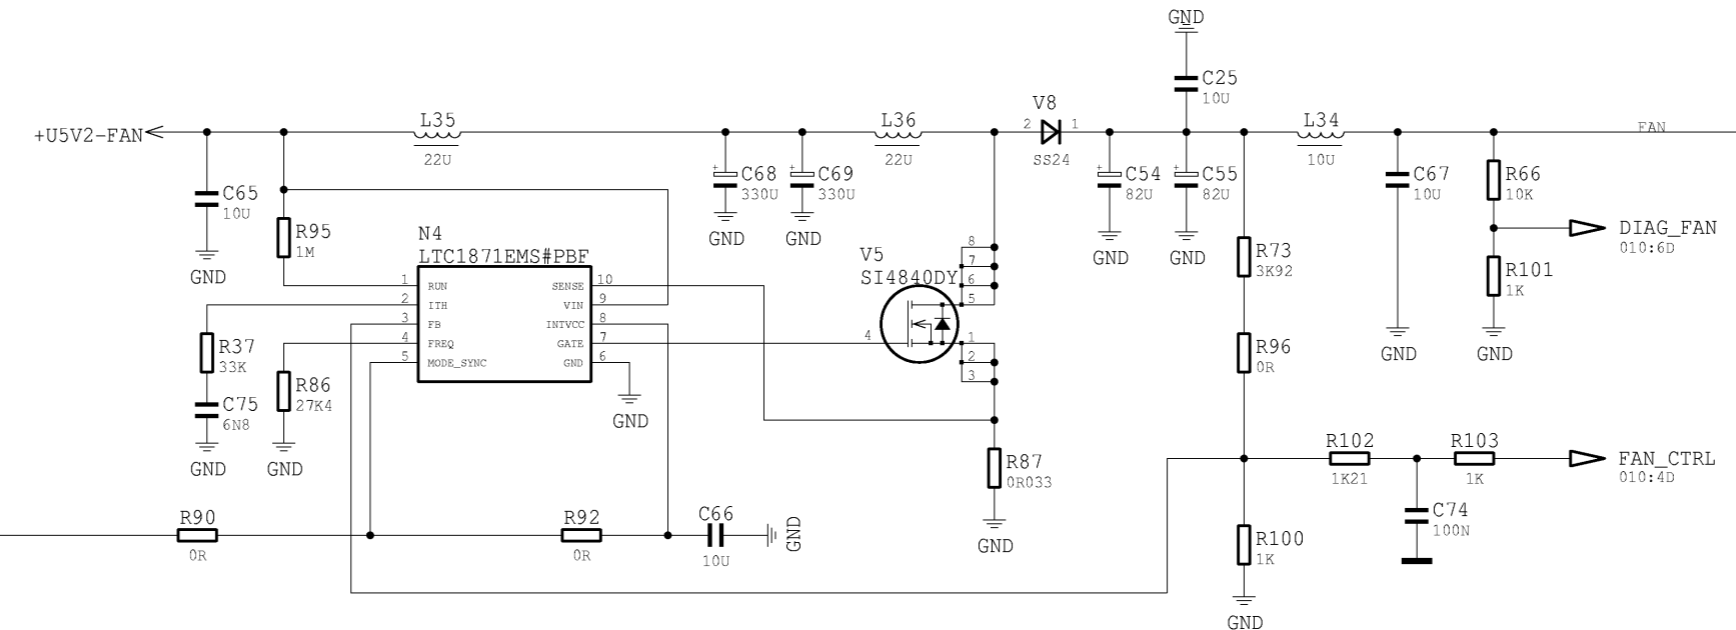 GND
C25
10U
+U5V2-FAN
L35
22U
L36
22U
V8
2
1
SS24
L34
10U
FAN
C65
10U
GND
C68
330U
GND
C69
330U
GND
C54
82U
GND
C55
82U
GND
C67
10U
GND
R66
10K
DIAG_FAN
010:6D
R101
1K
GND
R95
1M
N4
LTC1871EMS#PBF
1
RUN
SENSE
10
2
ITH
VIN
9
3
FB
INTVCC
8
4
FREQ
GATE
7
5
MODE_SYNC
GND
6
GND
V5
SI4840DY
8
7
6
5
4
1
2
3
R73
3K92
R96
0R
R37
33K
C75
6N8
GND
R86
27K4
GND
R87
0R033
GND
R102
1K21
R103
1K
FAN_CTRL
010:4D
C74
100N
R100
1K
GND
R90
0R
R92
0R
C66
10U
GND